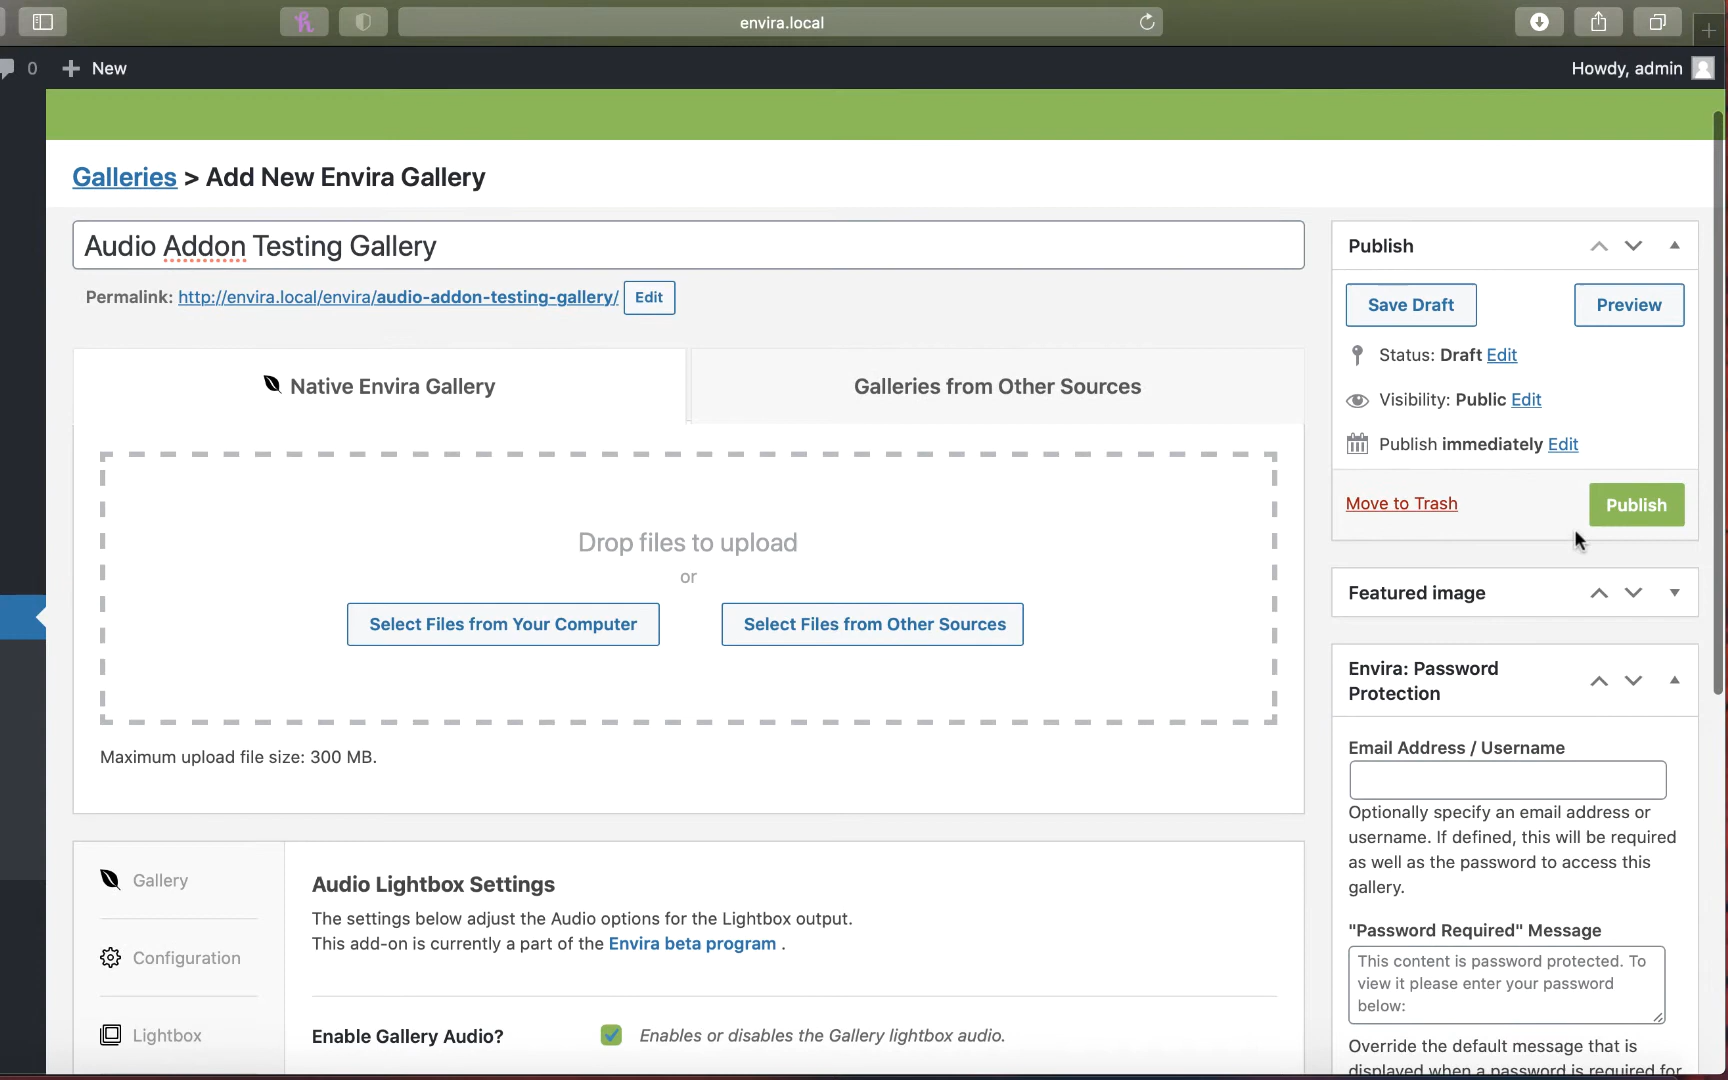 envira.local
0
New
Howdy, admin
Galleries > Add New Envira Gallery
Audio Addon Testing Gallery
Permalink: http://envira.local/envira/audio-addon-testing-gallery/ Edit
Native Envira Gallery
Galleries from Other Sources
Drop files to upload
or
Select Files from Your Computer
Select Files from Other Sources
Maximum upload file size: 300 MB.
Gallery
Configuration
Lightbox
Audio Lightbox Settings
The settings below adjust the Audio options for the Lightbox output.
This add-on is currently a part of the Envira beta program .
Enable Gallery Audio?
Enables or disables the Gallery lightbox audio.
Publish
Save Draft
Preview
Status: Draft Edit
Visibility: Public Edit
Publish immediately Edit
Move to Trash
Publish
Featured image
Envira: Password
Protection
Email Address / Username
Optionally specify an email address or
username. If defined, this will be required
as well as the password to access this
gallery.
"Password Required" Message
This content is password protected. To
view it please enter your password
below:
Override the default message that is
displayed when a password is required for